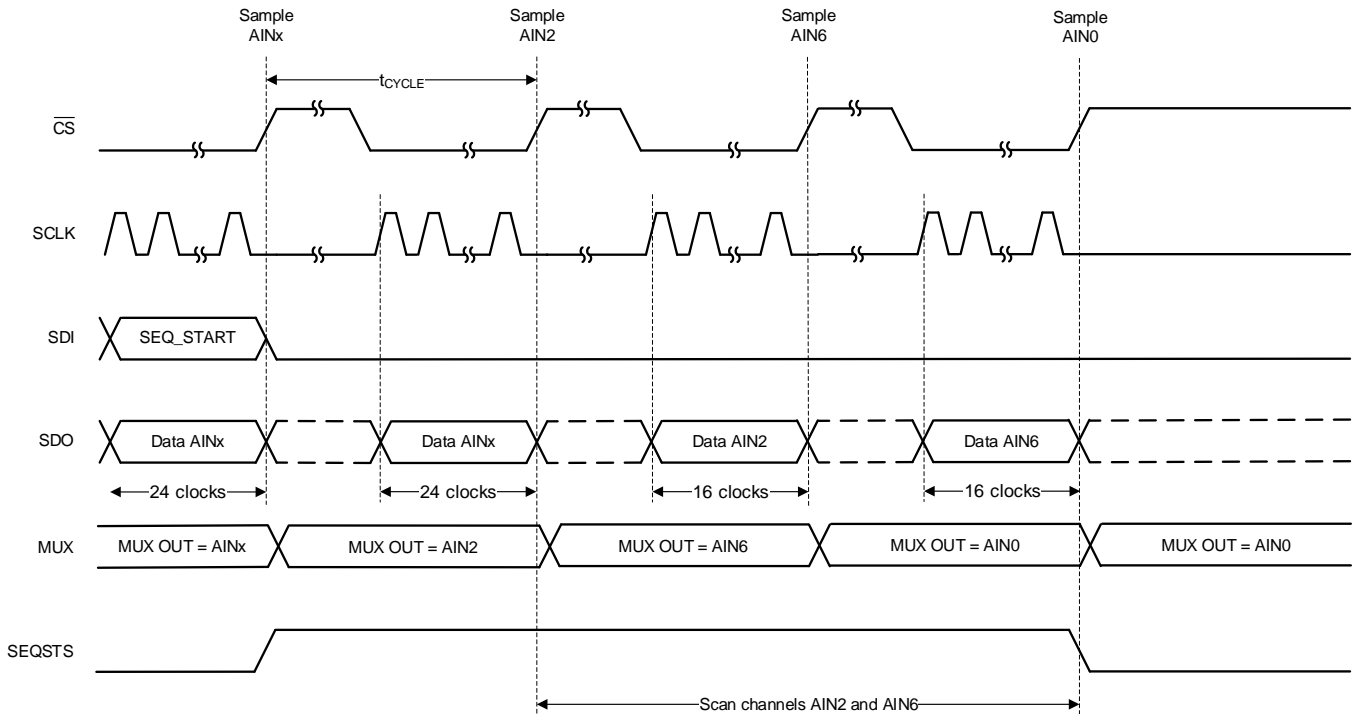 Sample
AINx
Sample
AIN2
Sample
AIN6
Sample
AIN0
tCYCLE
CS
SCLK
SDI
SEQ_START
SDO
Data AINx
Data AINx
Data AIN2
Data AIN6
24 clocks
24 clocks
16 clocks
16 clocks
MUX
MUX OUT = AINx
MUX OUT = AIN2
MUX OUT = AIN6
MUX OUT = AIN0
MUX OUT = AIN0
SEQSTS
Scan channels AIN2 and AIN6